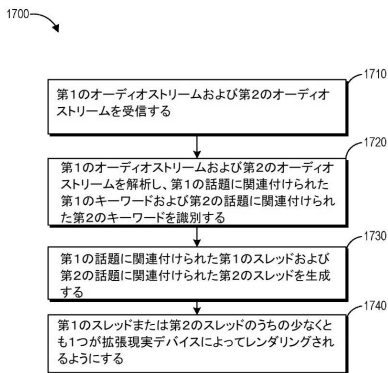 1700
1710
第1のオーディオストリームおよび第2のオーディオ
ストリームを受信する
1720
第1のオーディオストリームおよび第2のオーディオ
ストリームを解析し、第1の話題に関連付けられた
第1のキーワードおよび第2の話題に関連付けられ
た第2のキーワードを識別する
1730
第1の話題に関連付けられた第1のスレッドおよび
第2の話題に関連付けられた第2のスレッドを生成
する
1740
第1のスレッドまたは第2のスレッドのうちの少なくと
も1つが拡張現実デバイスによってレンダリングされ
るようにする